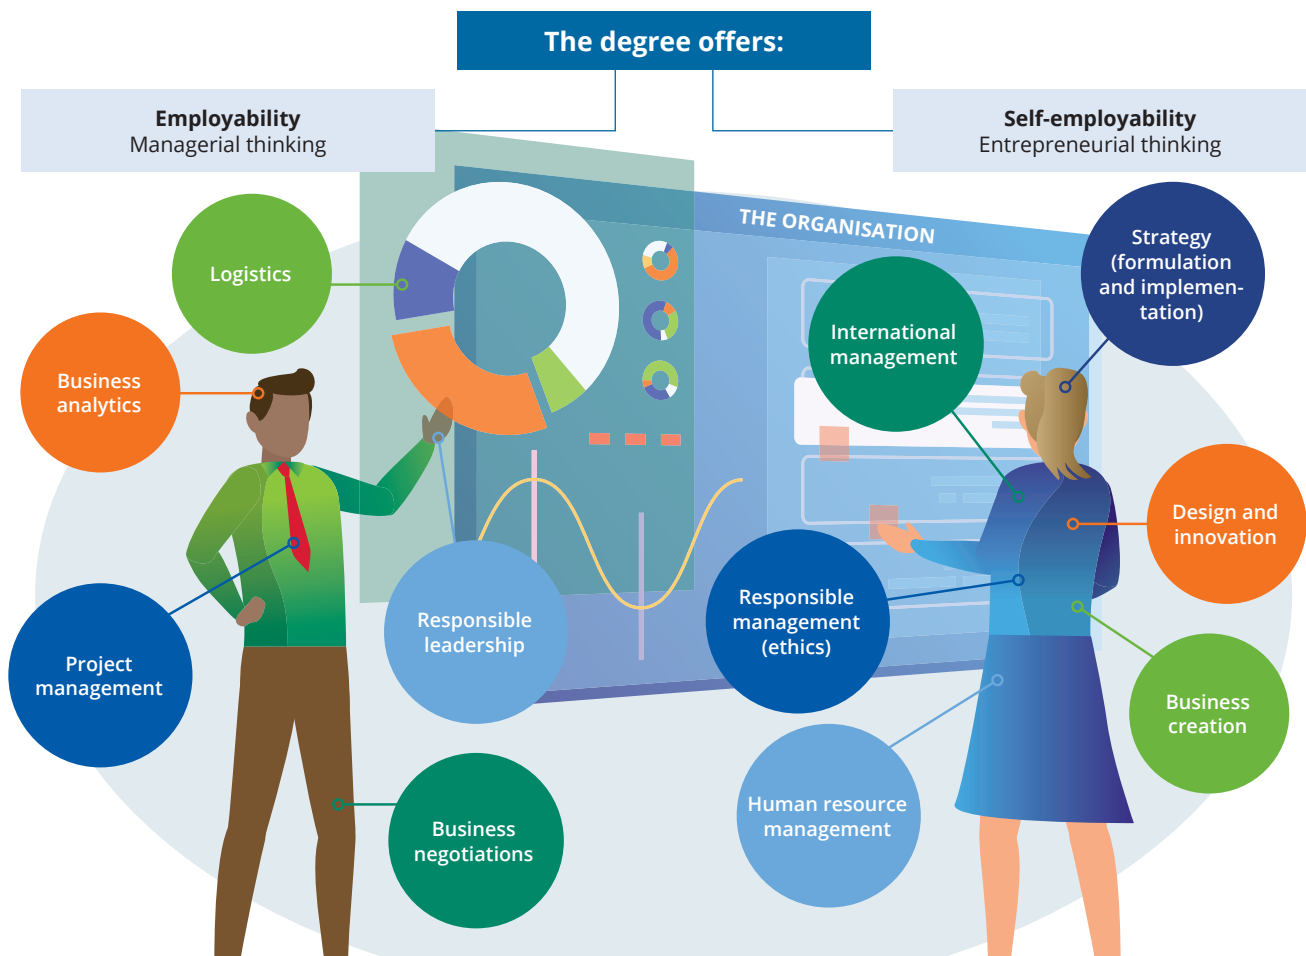 The degree offers:
Employability
Managerial thinking
Self-employability
Entrepreneurial thinking
THE ORGANISATION
Logistics
Business
analytics
Project
management
Responsible
leadership
Business
negotiations
Strategy
(formulation
and implemen-
tation)
International
management
Design and
innovation
Responsible
management
(ethics)
Business
creation
Human resource
management